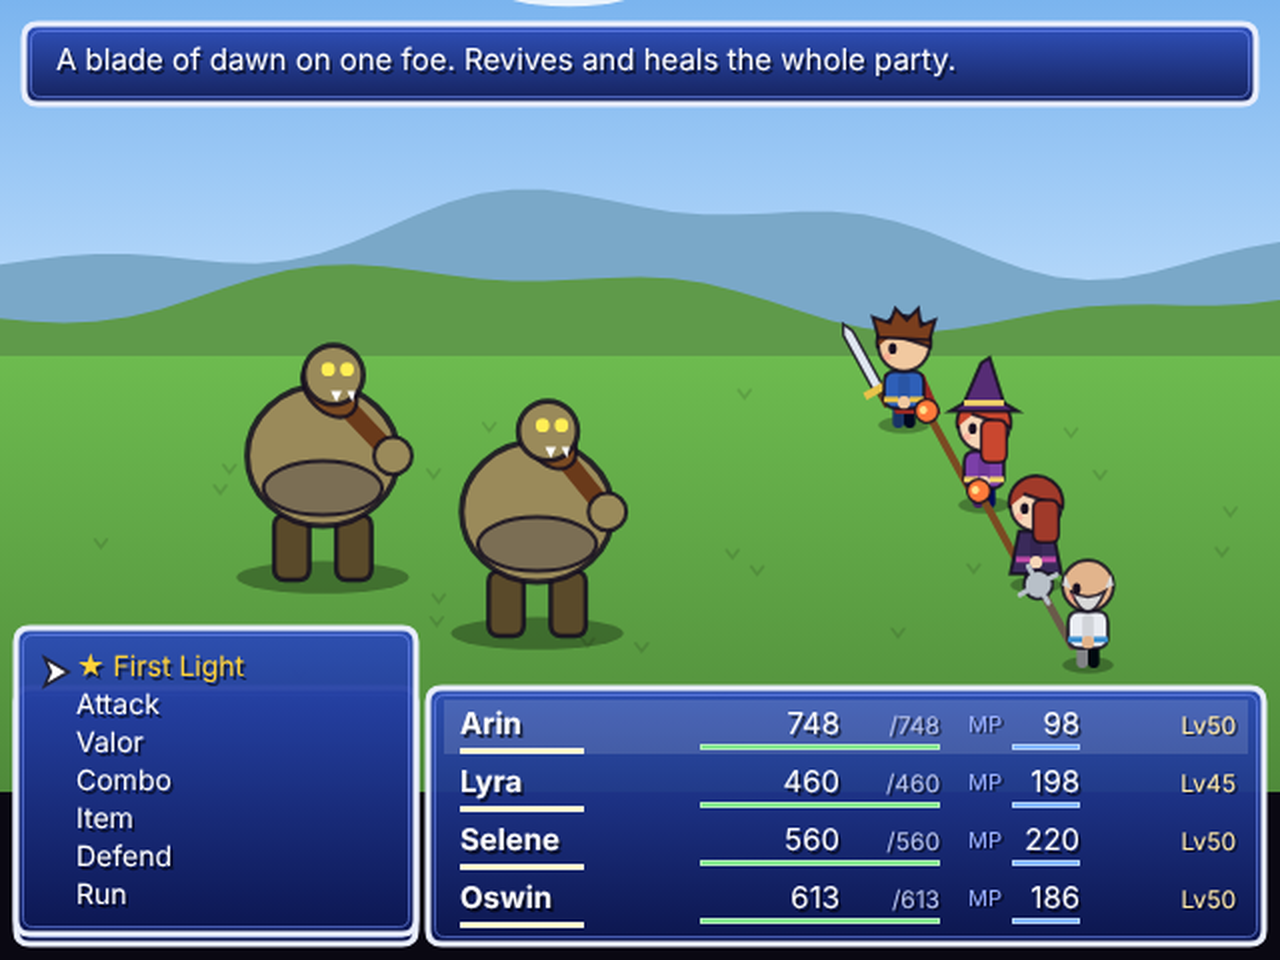 A blade of dawn on one foe. Revives and heals the whole party.
★ First Light
Attack
Valor
Combo
Item
Defend
Run
Arin 748 /748 MP 98 Lv50
Lyra 460 /460 MP 198 Lv45
Selene 560 /560 MP 220 Lv50
Oswin 613 /613 MP 186 Lv50